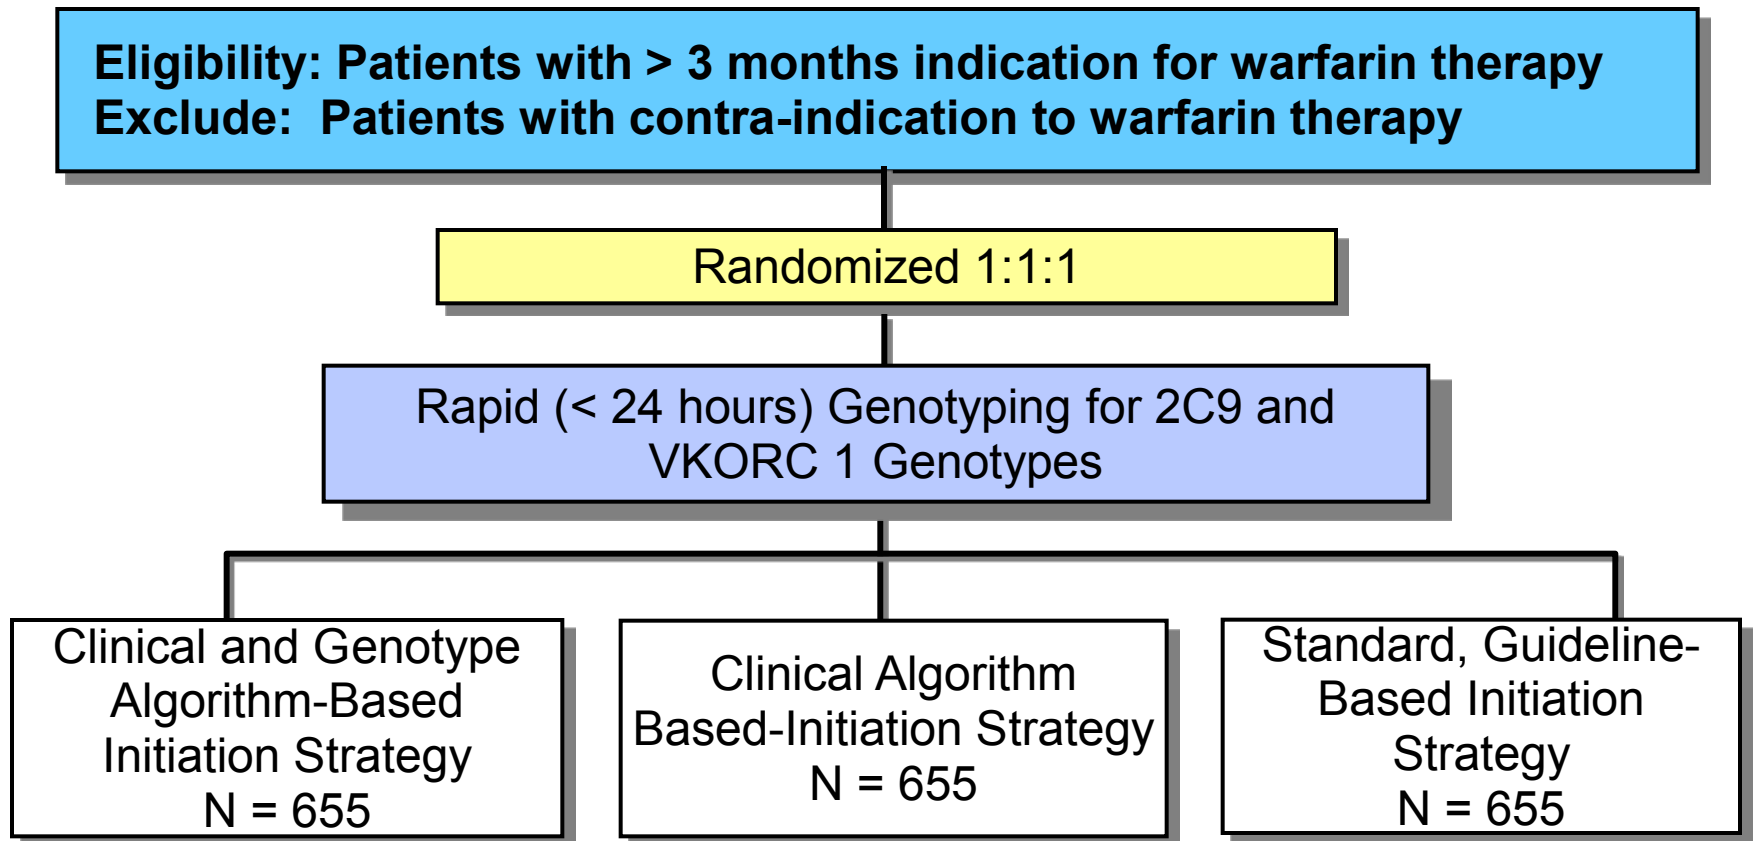 Eligibility: Patients with > 3 months indication for warfarin therapy
Exclude:  Patients with contra-indication to warfarin therapy
Randomized 1:1:1
Rapid (< 24 hours) Genotyping for 2C9 and
VKORC 1 Genotypes
Clinical and Genotype
Algorithm-Based
Initiation Strategy
N = 655
Clinical Algorithm
Based-Initiation Strategy
N = 655
Standard, Guideline-
Based Initiation
Strategy
N = 655